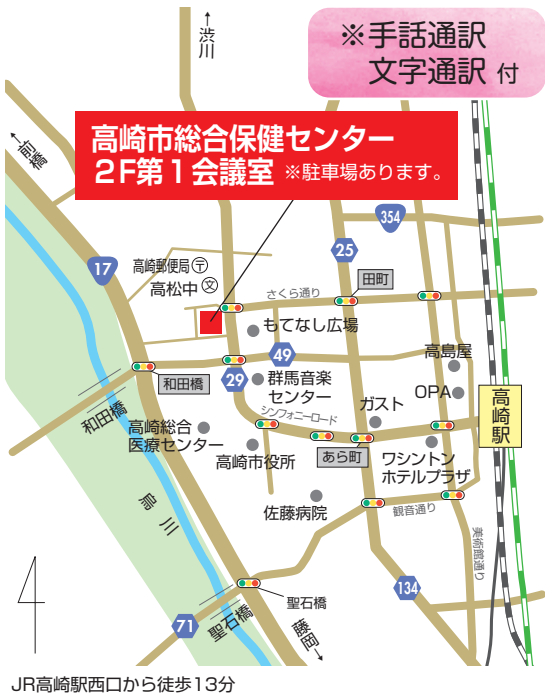 ※手話通訳
文字通訳 付
↑渋川
←前橋
高崎市総合保健センター
2F第1会議室 ※駐車場あります。
354
25
17
高崎郵便局〒
高松中 文
さくら通り
田町
もてなし広場
49
高島屋
和田橋
29
群馬音楽
センター
OPA
高崎駅
和田橋
シンフォニーロード
ガスト
高崎総合
医療センター
高崎市役所
あら町
ワシントン
ホテルプラザ
烏川
佐藤病院
観音通り
美術館通り
134
聖石橋
71
聖石橋
藤岡→
JR高崎駅西口から徒歩13分